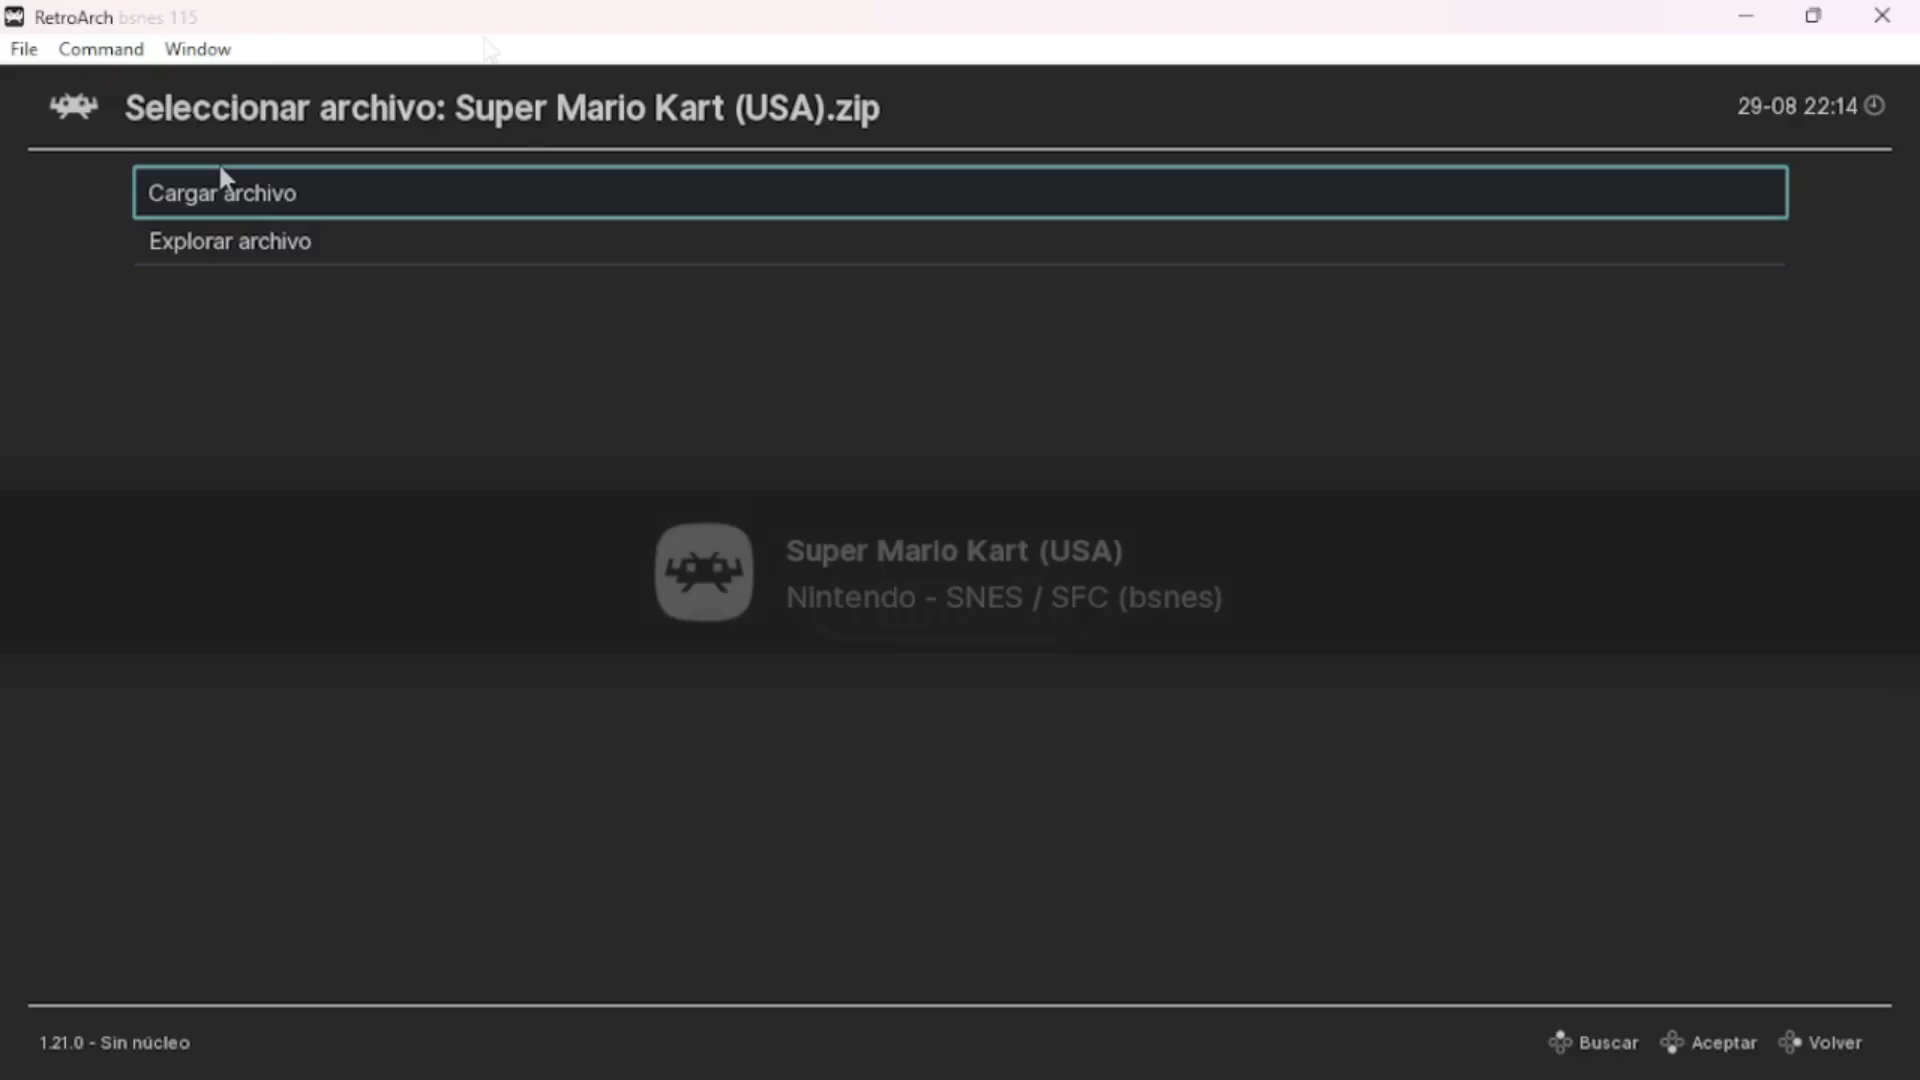 RetroArch bsnes 115
File Command Window
Seleccionar archivo: Super Mario Kart (USA).zip
29-08 22:14
Cargar archivo
Explorar archivo
Super Mario Kart (USA)
Nintendo - SNES / SFC (bsnes)
1.21.0 - Sin núcleo
Buscar Aceptar Volver